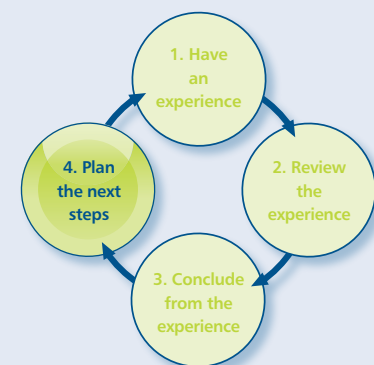 1. Have
an
experience
2. Review
the
experience
3. Conclude
from the
experience
4. Plan
the next
steps